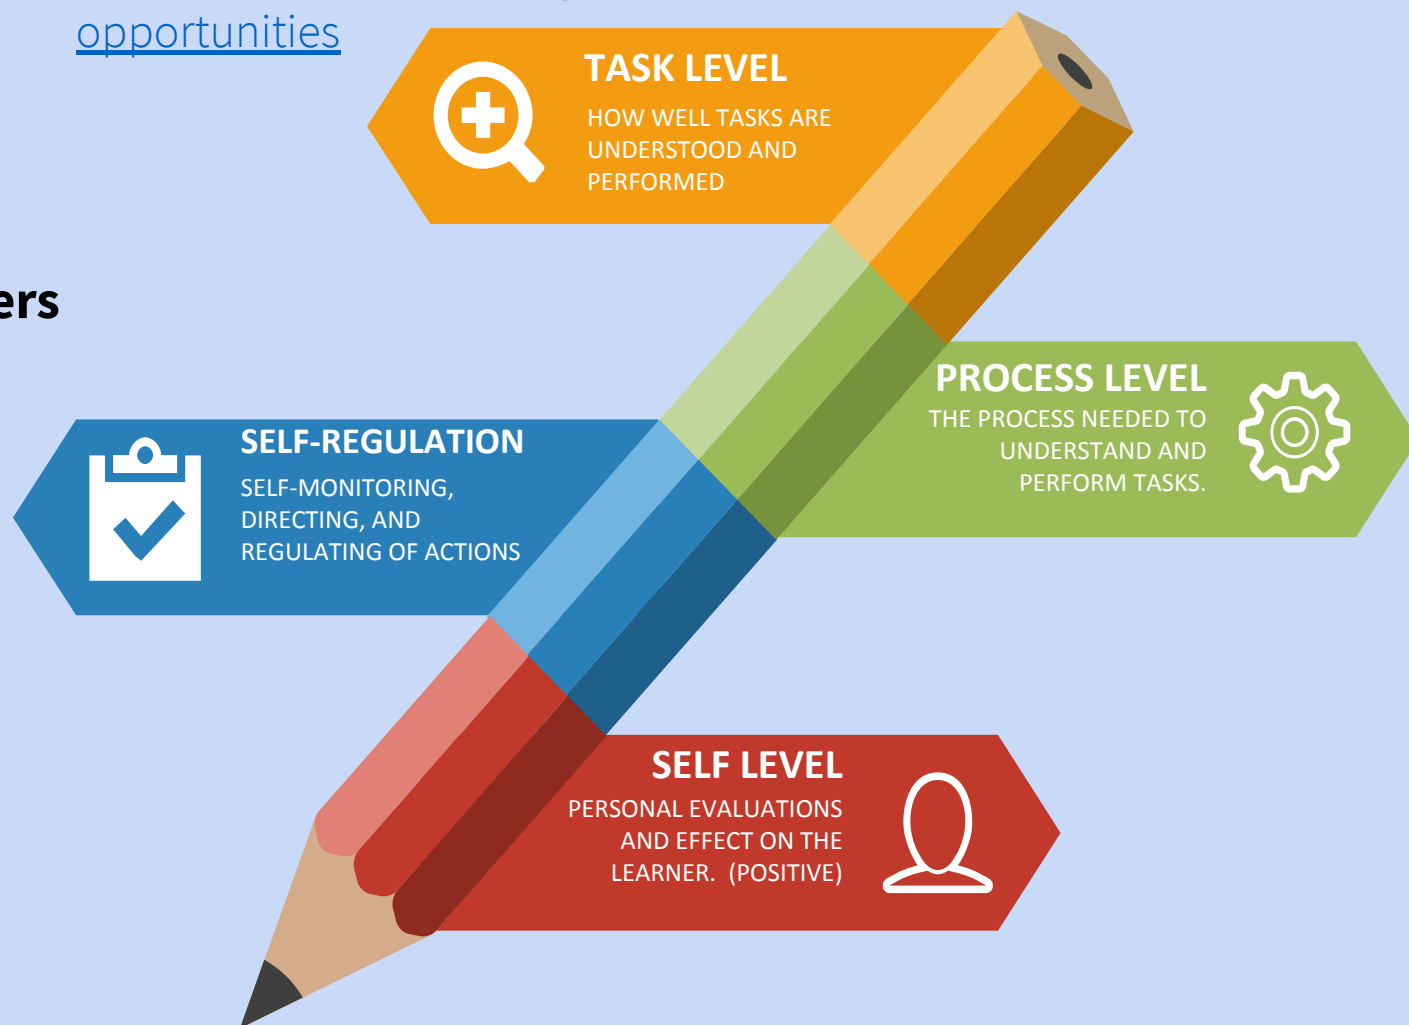 opportunities
TASK LEVEL
HOW WELL TASKS ARE
UNDERSTOOD AND
PERFORMED
ers
PROCESS LEVEL
THE PROCESS NEEDED TO
UNDERSTAND AND
PERFORM TASKS.
SELF-REGULATION
SELF-MONITORING,
DIRECTING, AND
REGULATING OF ACTIONS
SELF LEVEL
PERSONAL EVALUATIONS
AND EFFECT ON THE
LEARNER.  (POSITIVE)